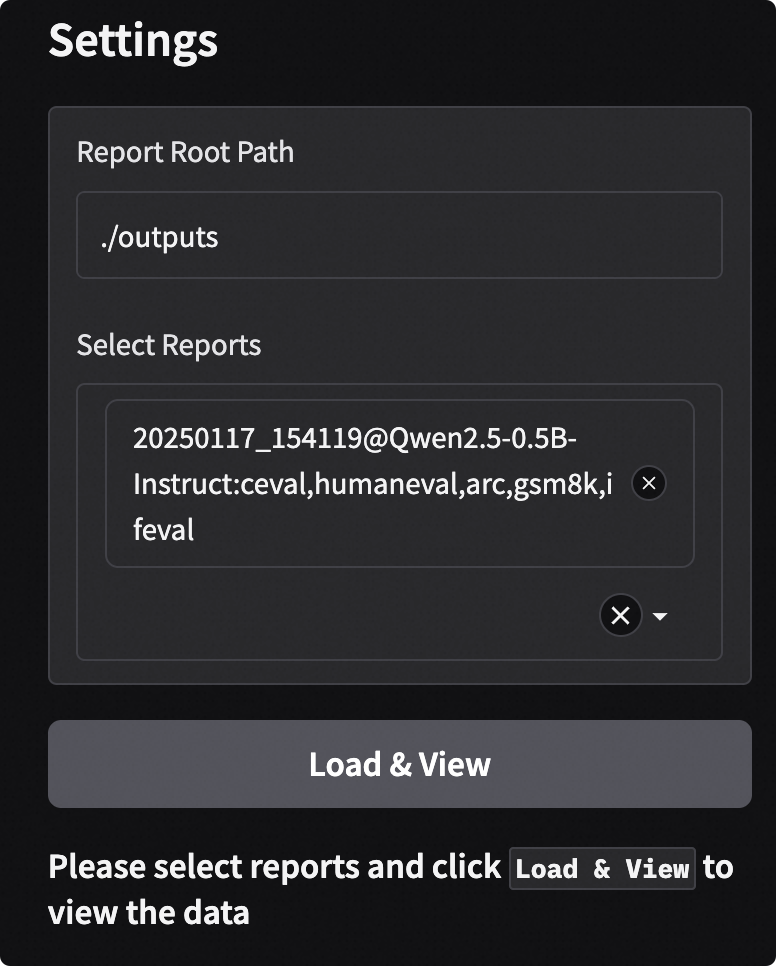 Settings
Report Root Path
./outputs
Select Reports
20250117_154119@Qwen2.5-0.5B-
Instruct:ceval,humaneval,arc,gsm8k,i
feval
Load & View
Please select reports and click Load & View to
view the data